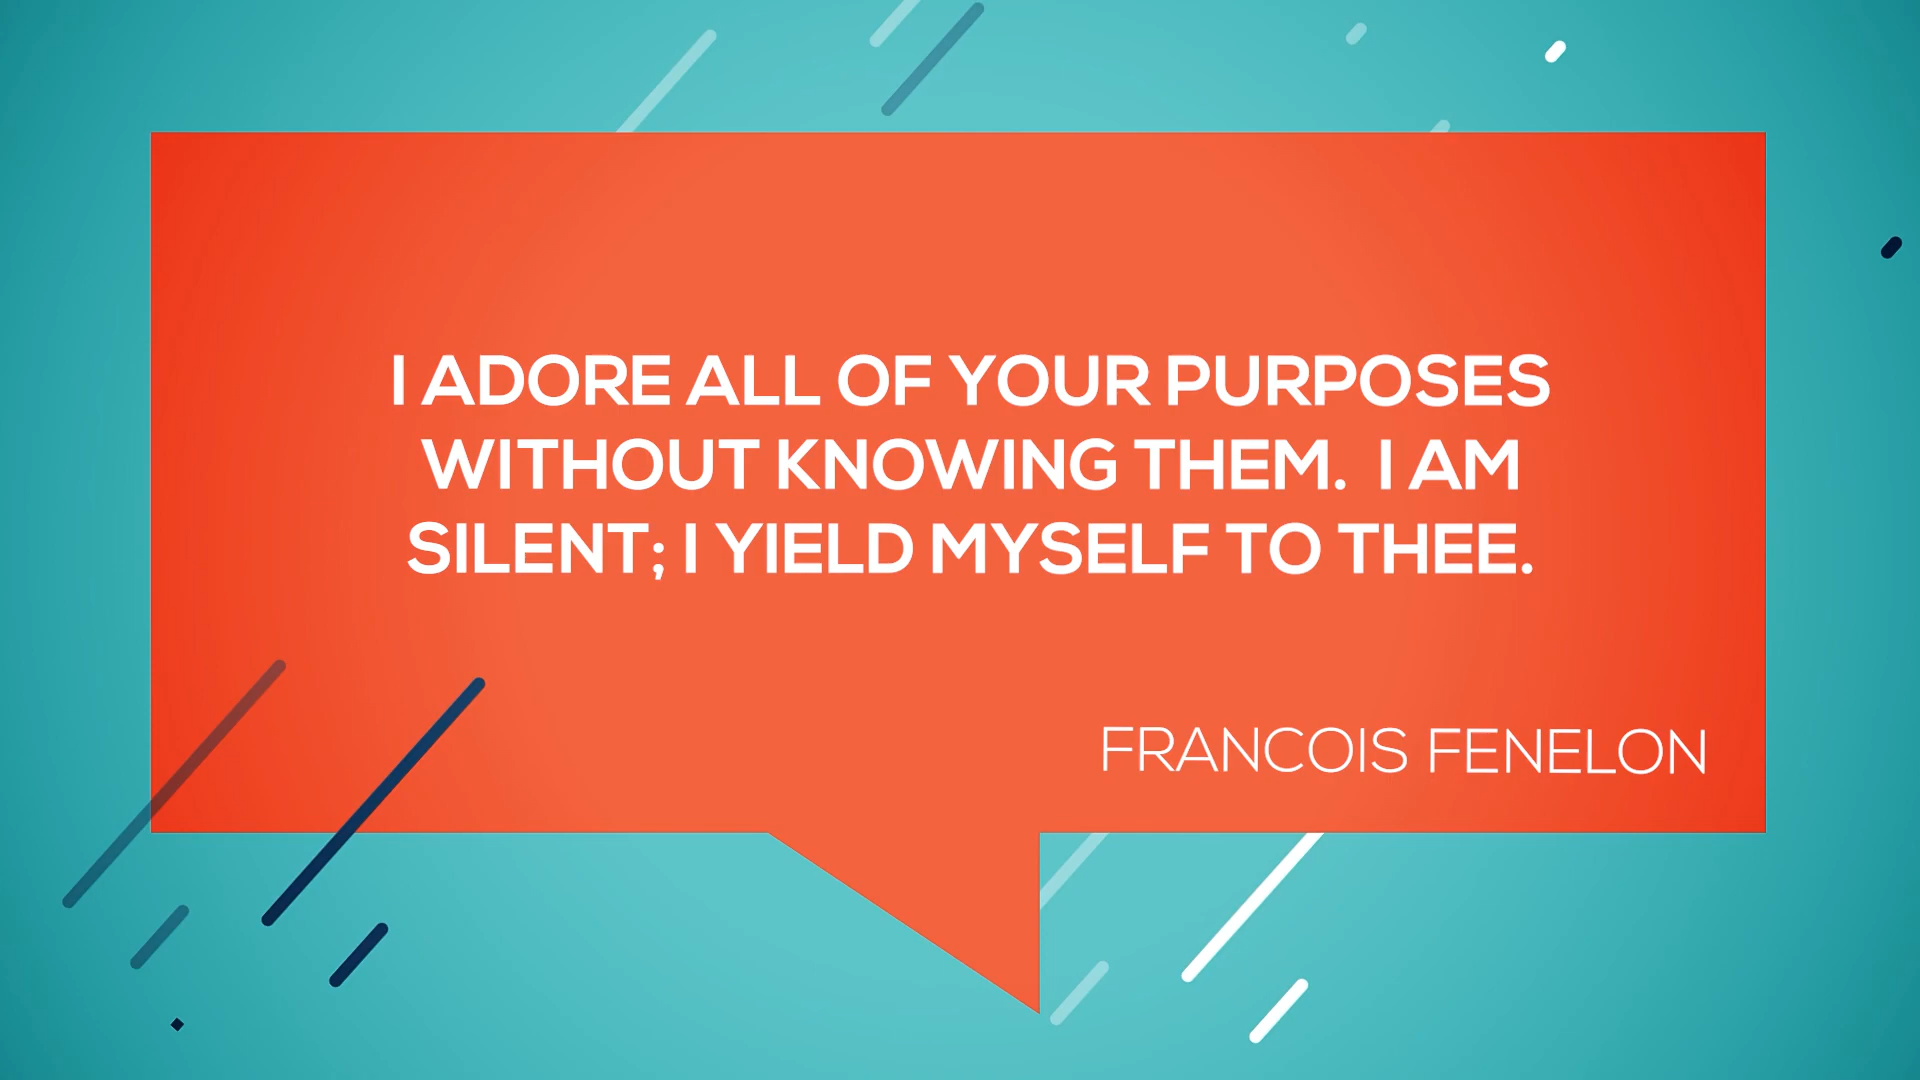 I ADORE ALL OF YOUR PURPOSES
WITHOUT KNOWING THEM.  I AM
SILENT; I YIELD MYSELF TO THEE.
FRANCOIS FENELON